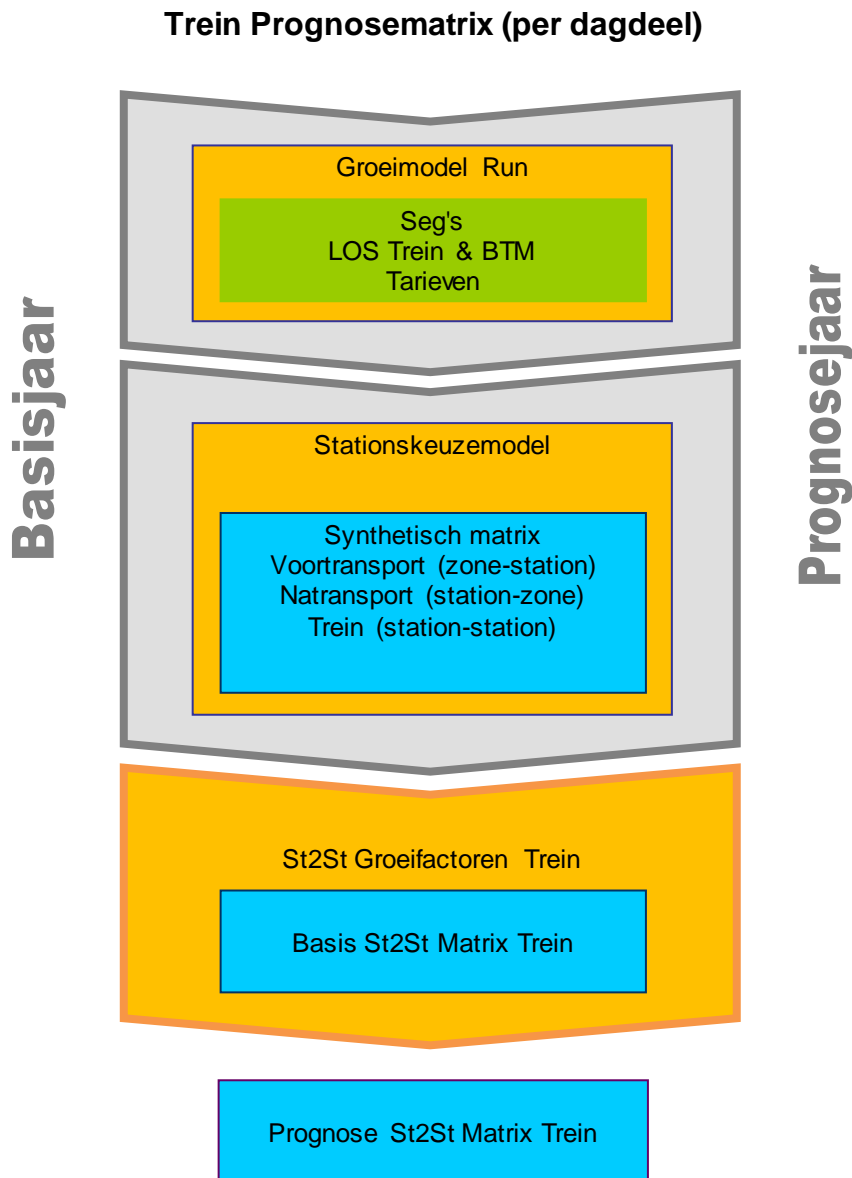 Trein Prognosematrix (per dagdeel)
Groeimodel Run
Seg's
LOS Trein & BTM
Tarieven
Basisjaar
Prognosejaar
Stationskeuzemodel
Synthetisch matrix
Voortransport (zone-station)
Natransport (station-zone)
Trein (station-station)
St2St Groeifactoren Trein
Basis St2St Matrix Trein
Prognose St2St Matrix Trein